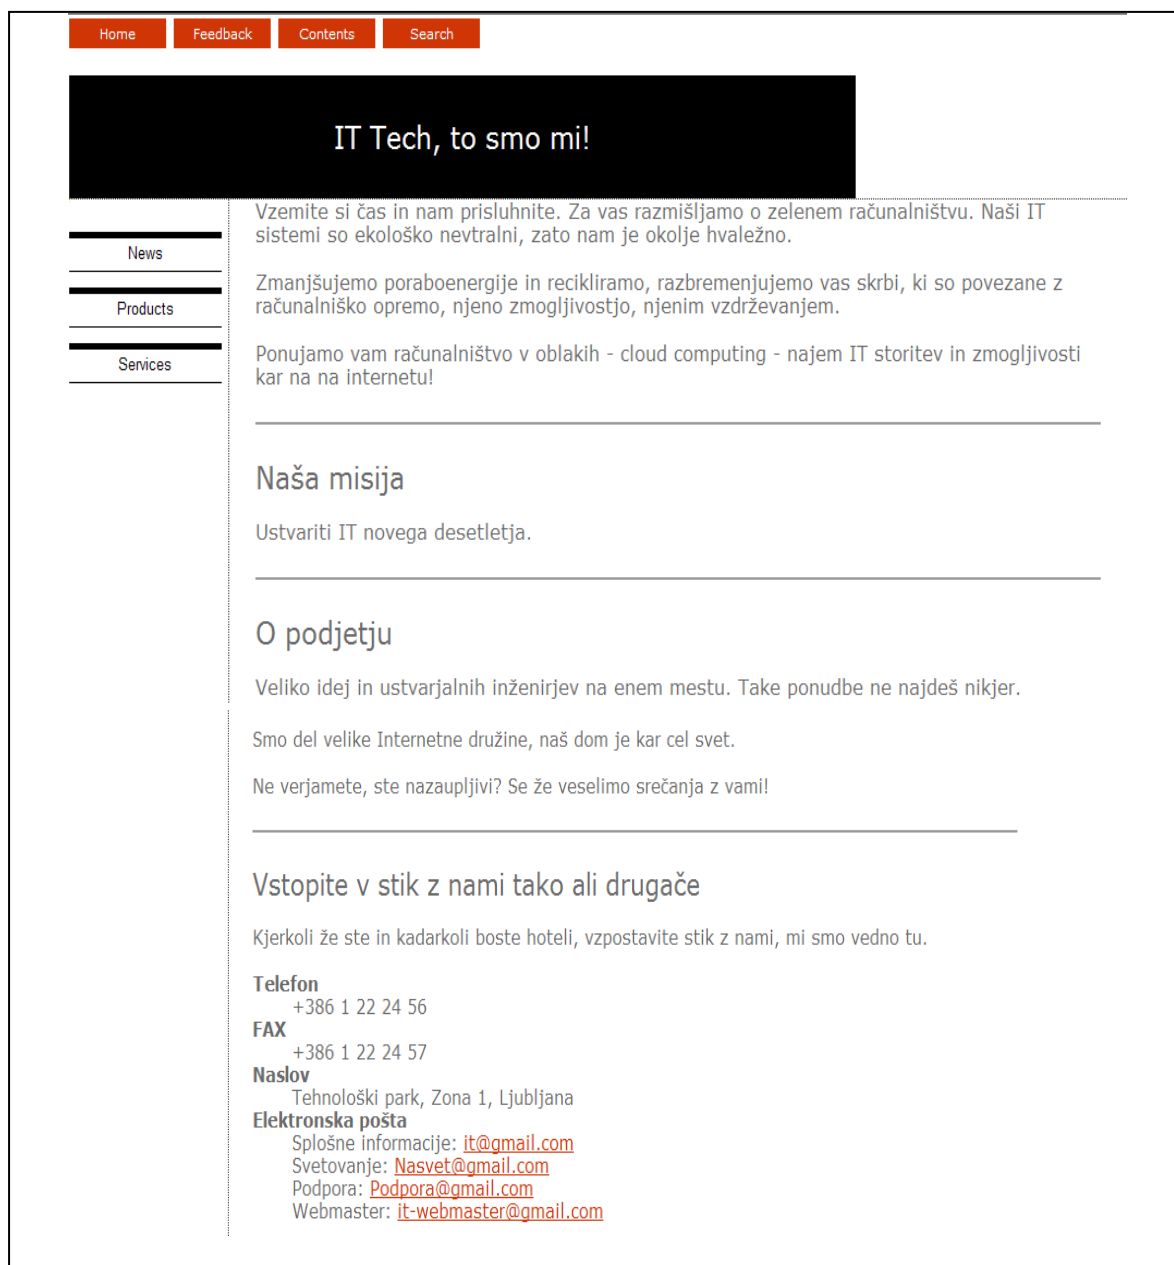 Home Feedback Contents Search
IT Tech, to smo mi!
News
Products
Services
Vzemite si čas in nam prisluhnite. Za vas razmišljamo o zelenem računalništvu. Naši IT
sistemi so ekološko nevtralni, zato nam je okolje hvaležno.
Zmanjšujemo poraboenergije in recikliramo, razbremenjujemo vas skrbi, ki so povezane z
računalniško opremo, njeno zmogljivostjo, njenim vzdrževanjem.
Ponujamo vam računalništvo v oblakih - cloud computing - najem IT storitev in zmogljivosti
kar na na internetu!
Naša misija
Ustvariti IT novega desetletja.
O podjetju
Veliko idej in ustvarjalnih inženirjev na enem mestu. Take ponudbe ne najdeš nikjer.
Smo del velike Internetne družine, naš dom je kar cel svet.
Ne verjamete, ste nazaupljivi? Se že veselimo srečanja z vami!
Vstopite v stik z nami tako ali drugače
Kjerkoli že ste in kadarkoli boste hoteli, vzpostavite stik z nami, mi smo vedno tu.
Telefon
+386 1 22 24 56
FAX
+386 1 22 24 57
Naslov
Tehnološki park, Zona 1, Ljubljana
Elektronska pošta
Splošne informacije: it@gmail.com
Svetovanje: Nasvet@gmail.com
Podpora: Podpora@gmail.com
Webmaster: it-webmaster@gmail.com